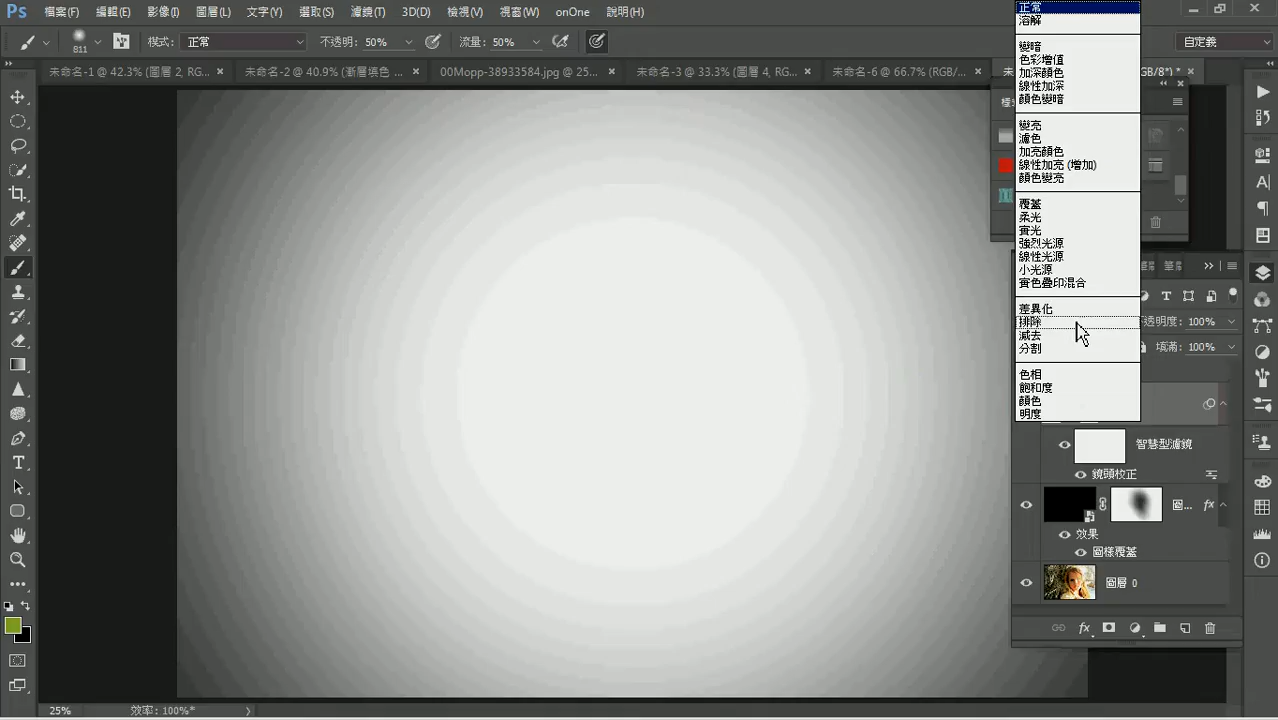 Ps 檔案(F) 編輯(E) 影像(I) 圖層(L) 文字(Y) 選取(S) 濾鏡(T) 3D(D) 檢視(V) 視窗(W) onOne 說明(H)
811 模式: 正常 不透明: 50% 流量: 50% 自定義
未命名-1 @ 42.3% (圖層 2, RG... × 未命名-2 @ 40.9% (漸層填色 × 00Mopp-38933584.jpg @ 25... × 未命名-3 @ 33.3% (圖層 4, RG... × 未命名-6 @ 66.7% (RGB/... × RGB/8*) * ×
正常
溶解
變暗
色彩增值
加深顏色
線性加深
顏色變暗
變亮
濾色
加亮顏色
線性加亮 (增加)
顏色變亮
覆蓋
柔光
實光
強烈光源
線性光源
小光源
實色疊印混合
差異化
排除
減去
分割
色相
飽和度
顏色
明度
不透明度: 100%
填滿: 100%
智慧型濾鏡
鏡頭校正
圖... fx
效果
圖樣覆蓋
圖層 0
fx
25% 效率: 100%*